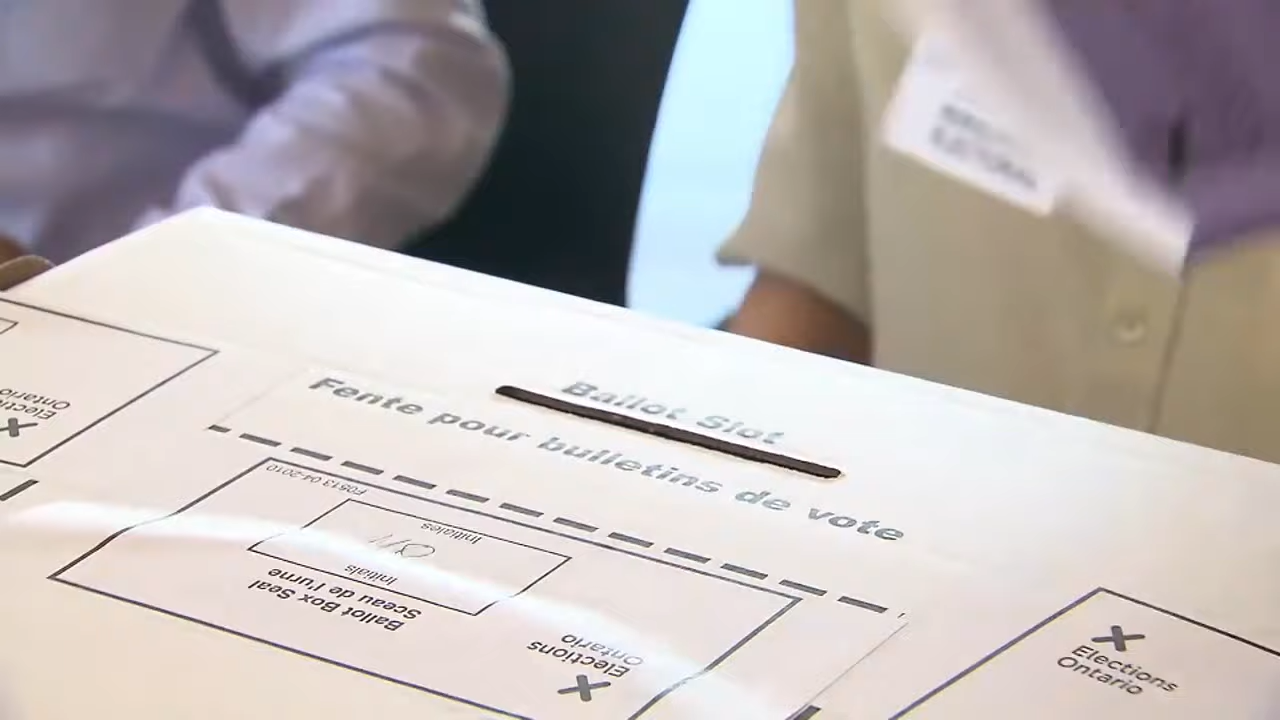 Ballot Slot
Fente pour bulletins de vote
F0513 04-2010
Initiales
Initials
Ballot Box Seal
Sceau de l'urne
Elections
Ontario
Elections
Ontario
Elections
Ontario